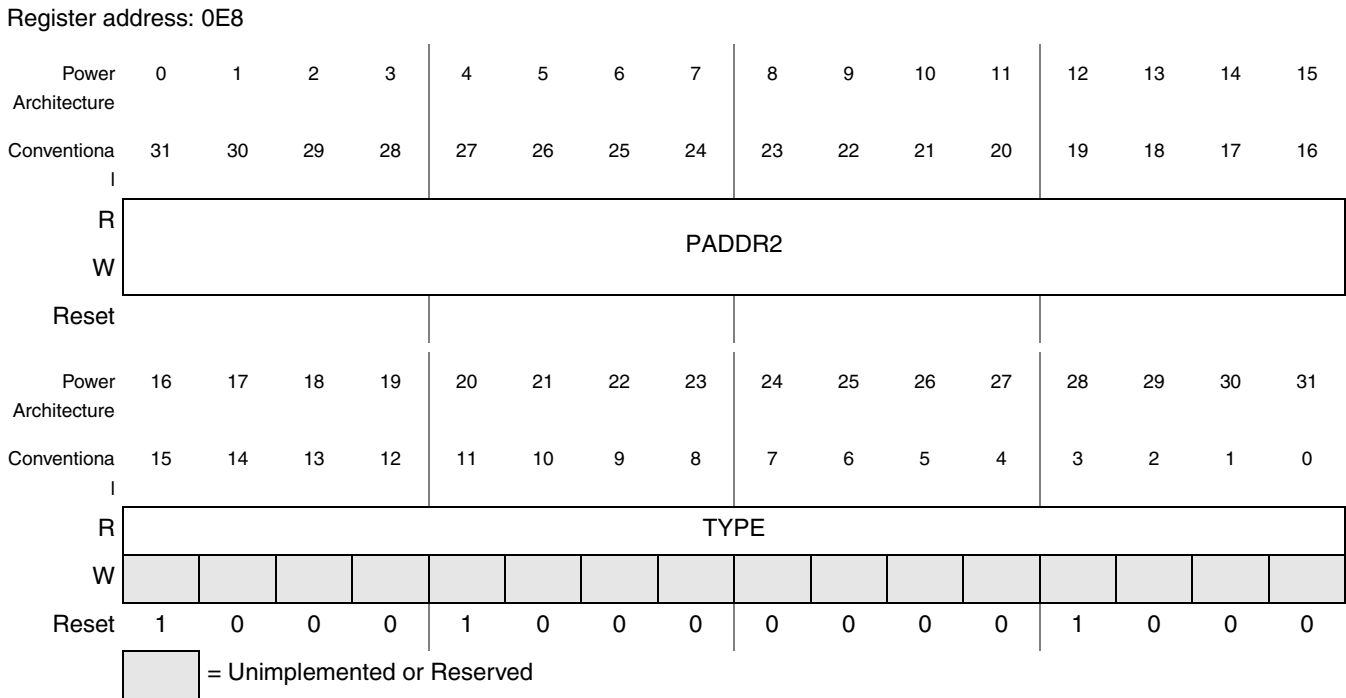 Register address: 0E8
Power Architecture 0 1 2 3 4 5 6 7 8 9 10 11 12 13 14 15
Conventiona l 31 30 29 28 27 26 25 24 23 22 21 20 19 18 17 16
R
PADDR2
W
Reset
Power Architecture 16 17 18 19 20 21 22 23 24 25 26 27 28 29 30 31
Conventiona l 15 14 13 12 11 10 9 8 7 6 5 4 3 2 1 0
R TYPE
W
Reset 1 0 0 0 1 0 0 0 0 0 0 0 1 0 0 0
= Unimplemented or Reserved